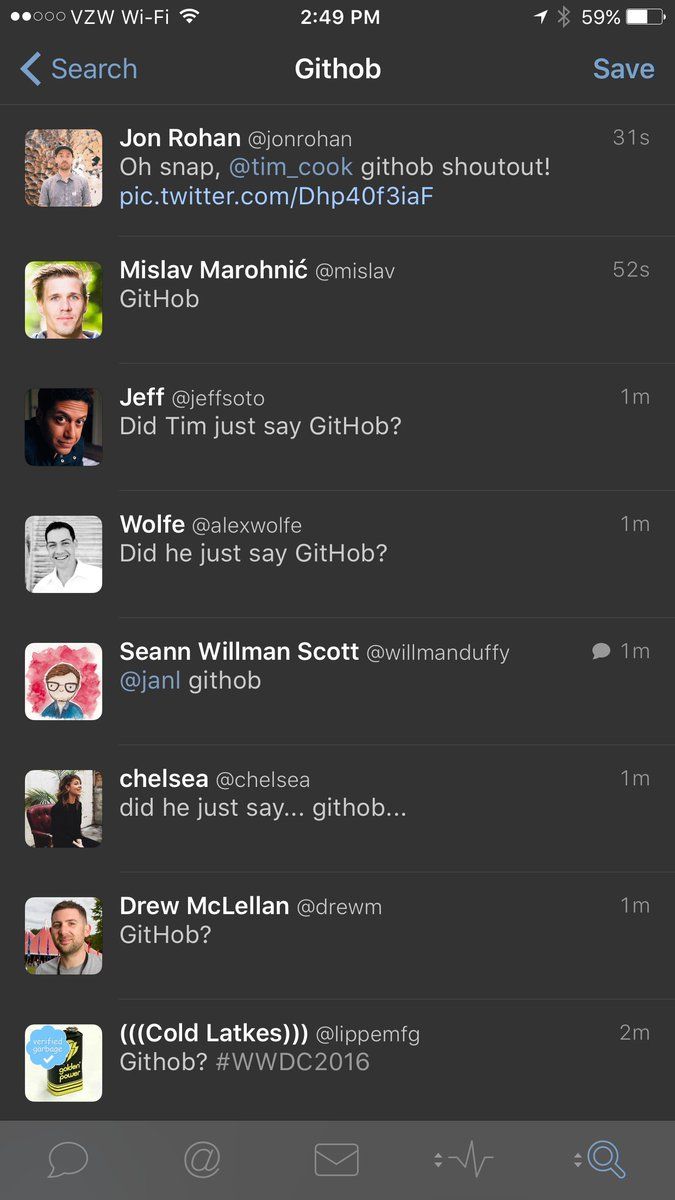 VZW Wi-Fi 2:49 PM 59%
Search Githob Save
Jon Rohan @jonrohan 31s
Oh snap, @tim_cook githob shoutout!
pic.twitter.com/Dhp40f3iaF
Mislav Marohnić @mislav 52s
GitHob
Jeff @jeffsoto 1m
Did Tim just say GitHob?
Wolfe @alexwolfe 1m
Did he just say GitHob?
Seann Willman Scott @willmanduffy 1m
@janl githob
chelsea @chelsea 1m
did he just say... githob...
Drew McLellan @drewm 1m
GitHob?
(((Cold Latkes))) @lippemfg 2m
Githob? #WWDC2016
verified
garbage
golden
power